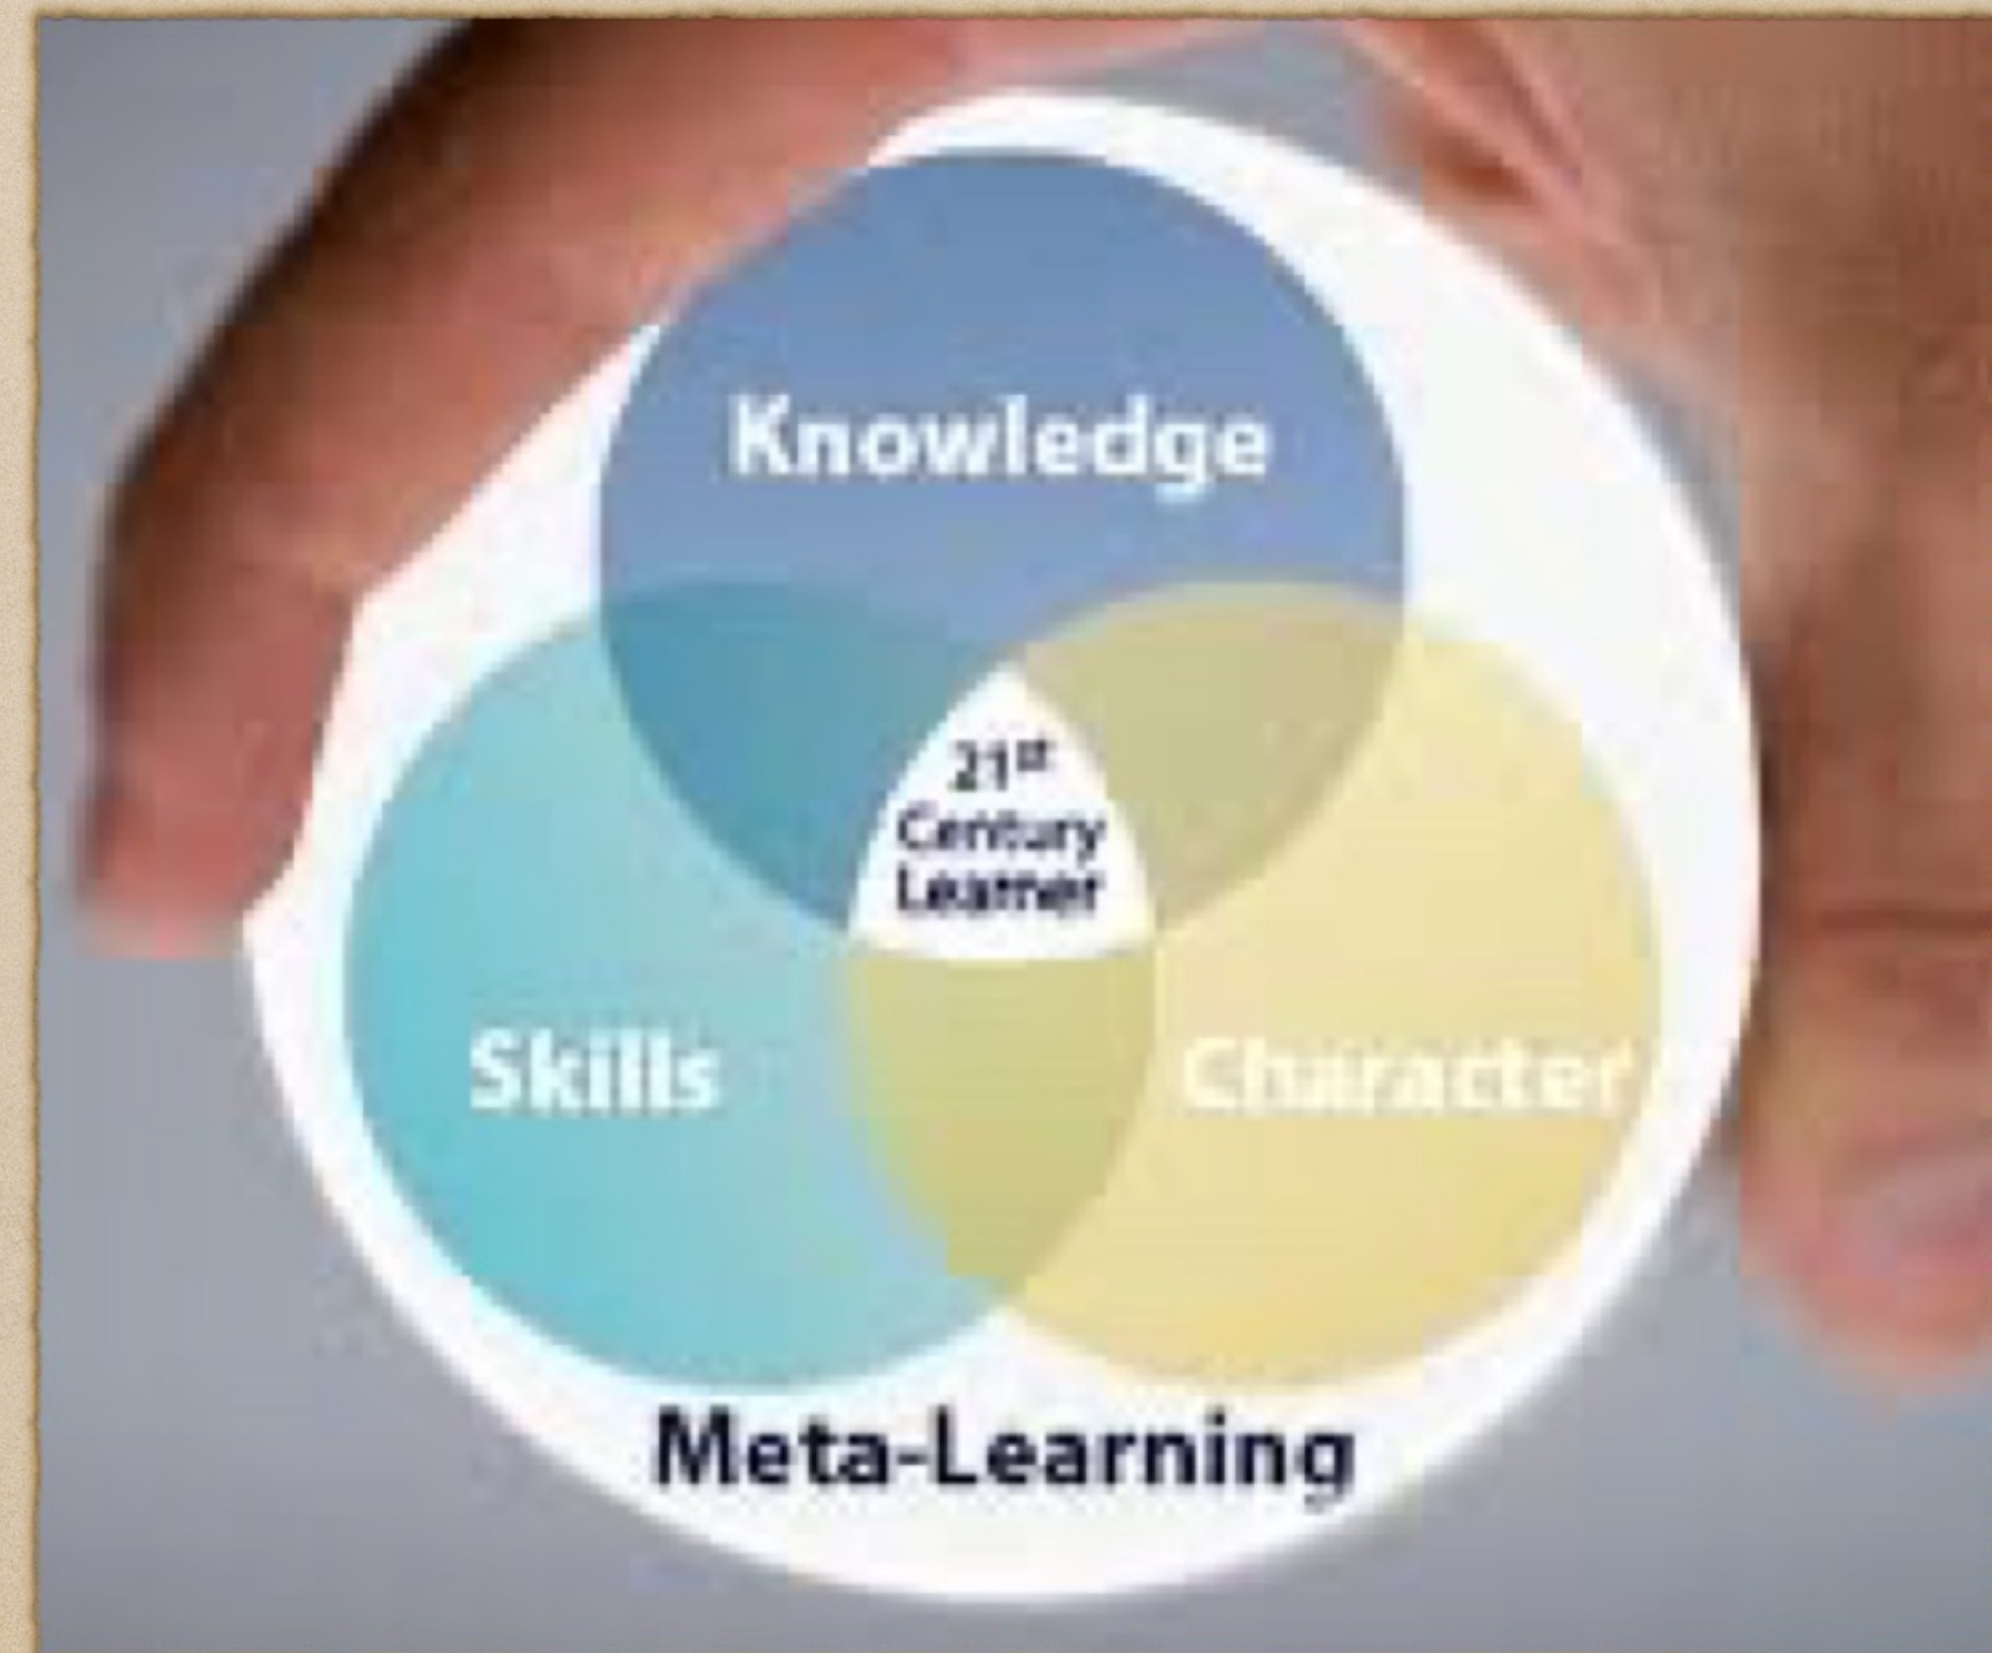 Knowledge
21st
Century
Learner
Skills
Character
Meta-Learning